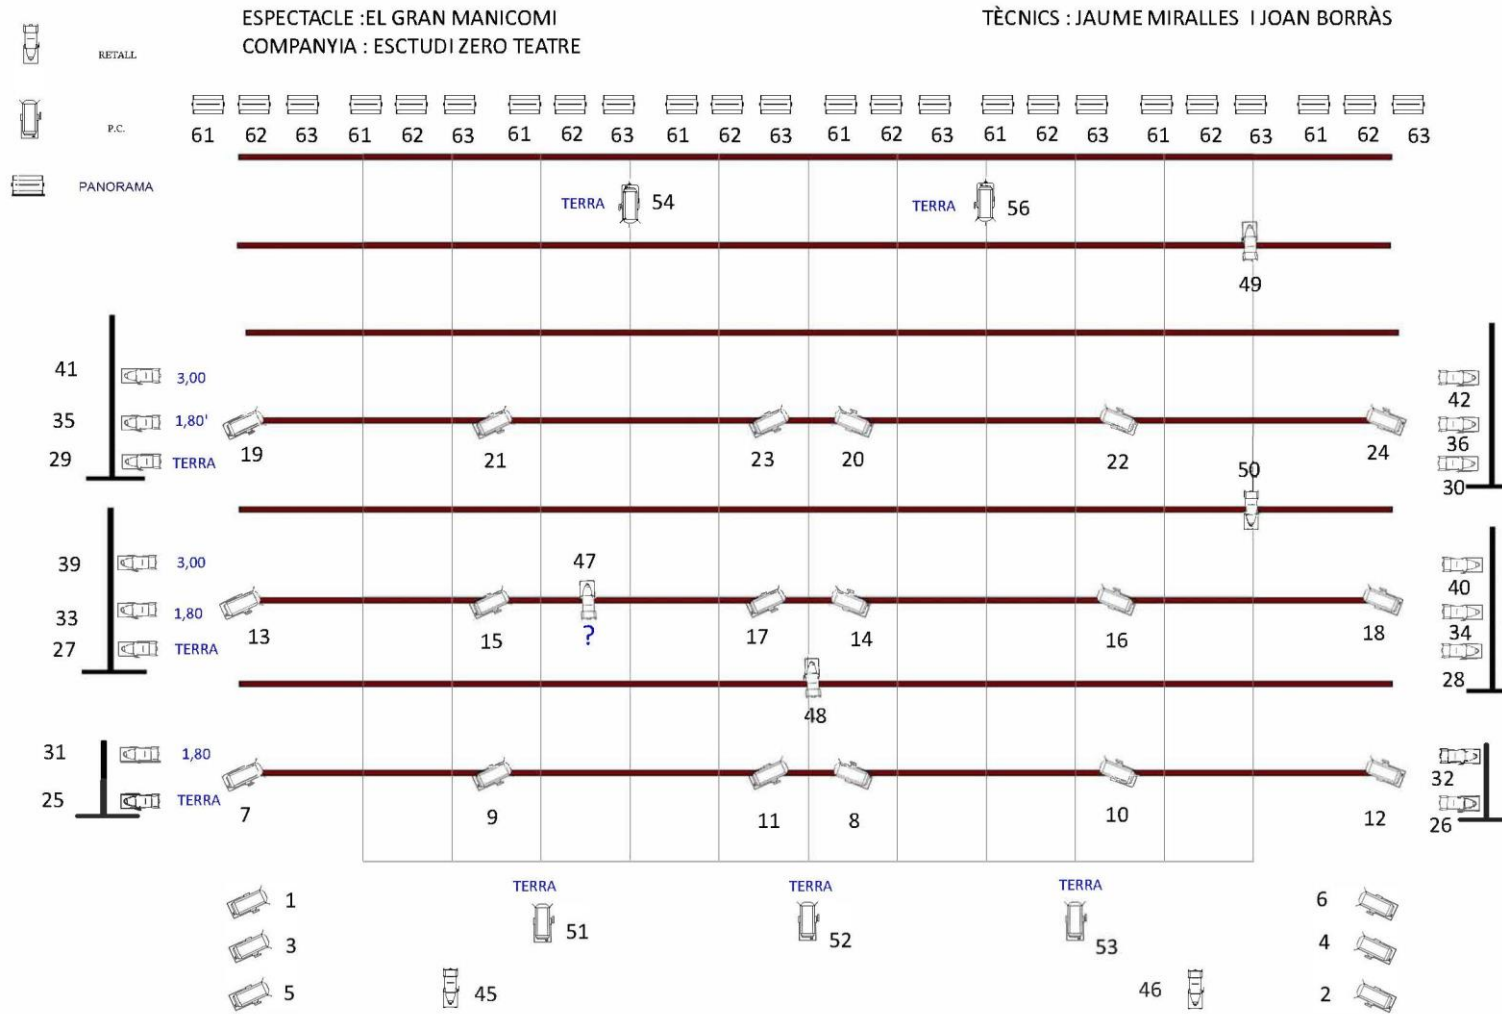 ESPECTACLE :EL GRAN MANICOMI
TÈCNICS : JAUME MIRALLES I JOAN BORRÀS
COMPANYIA : ESCTUDI ZERO TEATRE
RETALL
P.C.
PANORAMA
61 62 63 61 62 63 61 62 63 61 62 63 61 62 63 61 62 63 61 62 63 61 62 63
TERRA 54 TERRA 56
49
41 3,00 42
35 1,80' 36
29 TERRA 30
19 21 23 20 22 24
50
39 3,00 40
47
33 1,80 34
27 TERRA 28
13 15 ? 17 14 16 18
48
31 1,80 32
25 TERRA 26
7 9 11 8 10 12
TERRA TERRA TERRA
1 6
51 52 53
3 4
5 45 46 2